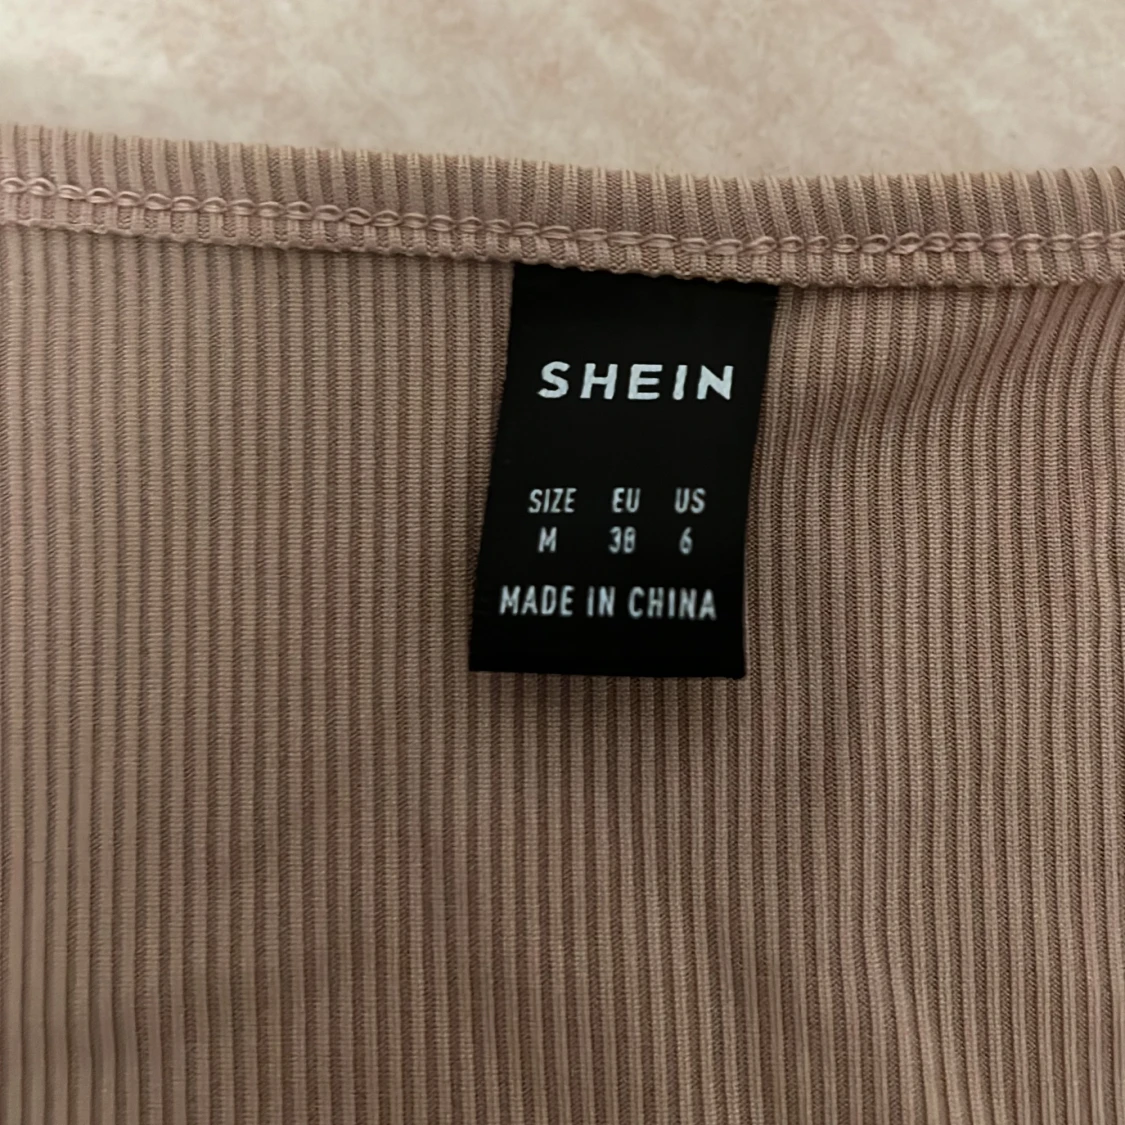 SHEIN
SIZE EU US
M 38 6
MADE IN CHINA